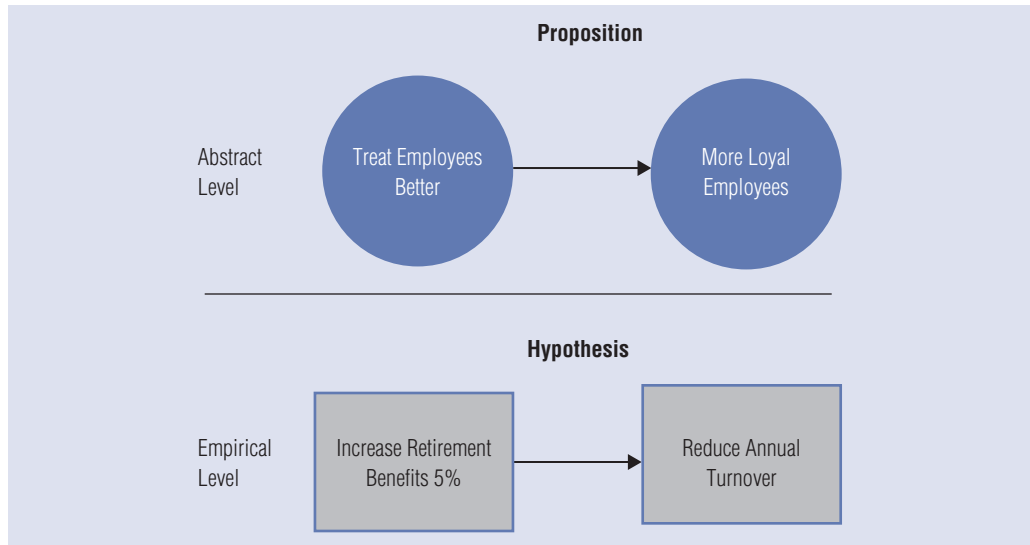 Proposition
Abstract
Level
Treat Employees
Better
More Loyal
Employees
Hypothesis
Empirical
Level
Increase Retirement
Benefits 5%
Reduce Annual
Turnover